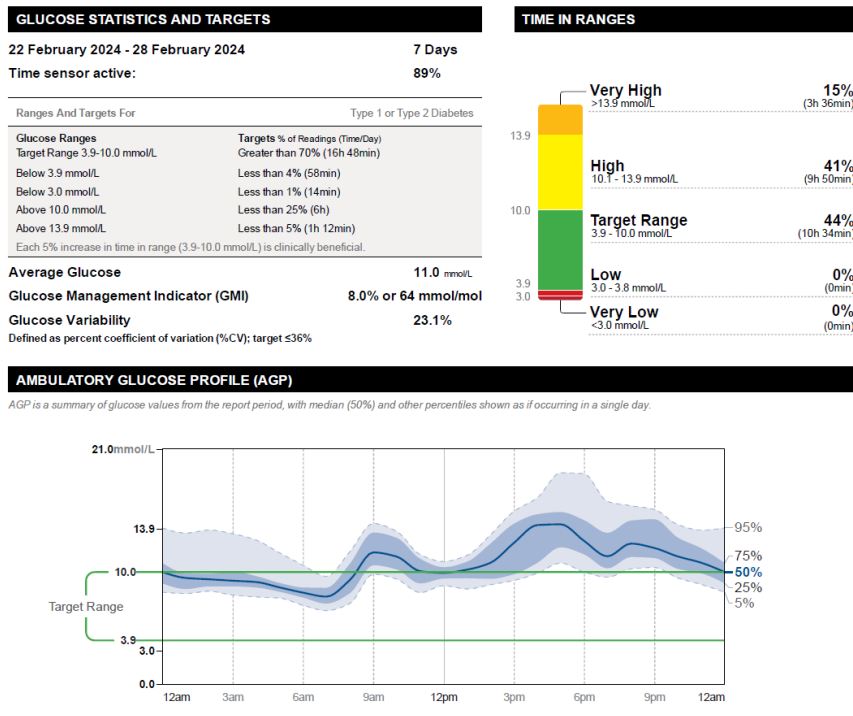 GLUCOSE STATISTICS AND TARGETS
22 February 2024 - 28 February 2024 7 Days
Time sensor active: 89%
Ranges And Targets For Type 1 or Type 2 Diabetes
Glucose Ranges Targets % of Readings (Time/Day)
Target Range 3.9-10.0 mmol/L Greater than 70% (16h 48min)
Below 3.9 mmol/L Less than 4% (58min)
Below 3.0 mmol/L Less than 1% (14min)
Above 10.0 mmol/L Less than 25% (6h)
Above 13.9 mmol/L Less than 5% (1h 12min)
Each 5% increase in time in range (3.9-10.0 mmol/L) is clinically beneficial.
Average Glucose 11.0 mmol/L
Glucose Management Indicator (GMI) 8.0% or 64 mmol/mol
Glucose Variability 23.1%
Defined as percent coefficient of variation (%CV); target ≤36%
TIME IN RANGES
Very High 15%
>13.9 mmol/L (3h 36min)
13.9
High 41%
10.1 - 13.9 mmol/L (9h 50min)
10.0
Target Range 44%
3.9 - 10.0 mmol/L (10h 34min)
Low 0%
3.9
3.0 - 3.8 mmol/L (0min)
3.0
Very Low 0%
<3.0 mmol/L (0min)
AMBULATORY GLUCOSE PROFILE (AGP)
AGP is a summary of glucose values from the report period, with median (50%) and other percentiles shown as if occurring in a single day.
21.0 mmol/L
13.9
95%
75%
10.0
50%
25%
Target Range
5%
3.9
3.0
0.0
12am 3am 6am 9am 12pm 3pm 6pm 9pm 12am